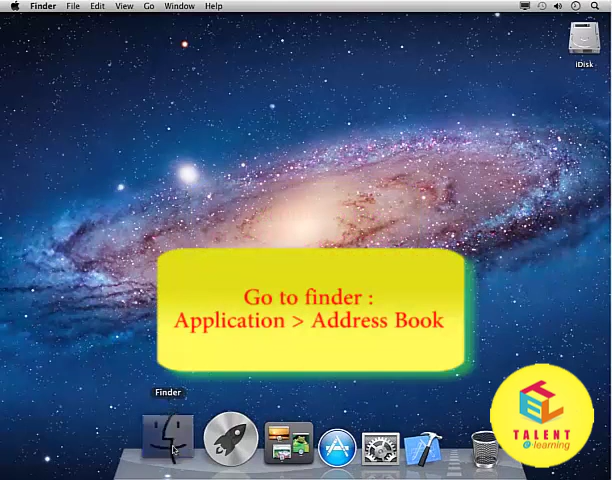 Finder File Edit View Go Window Help
iDisk
Go to finder :
Application > Address Book
Finder
TALENT
e-learning